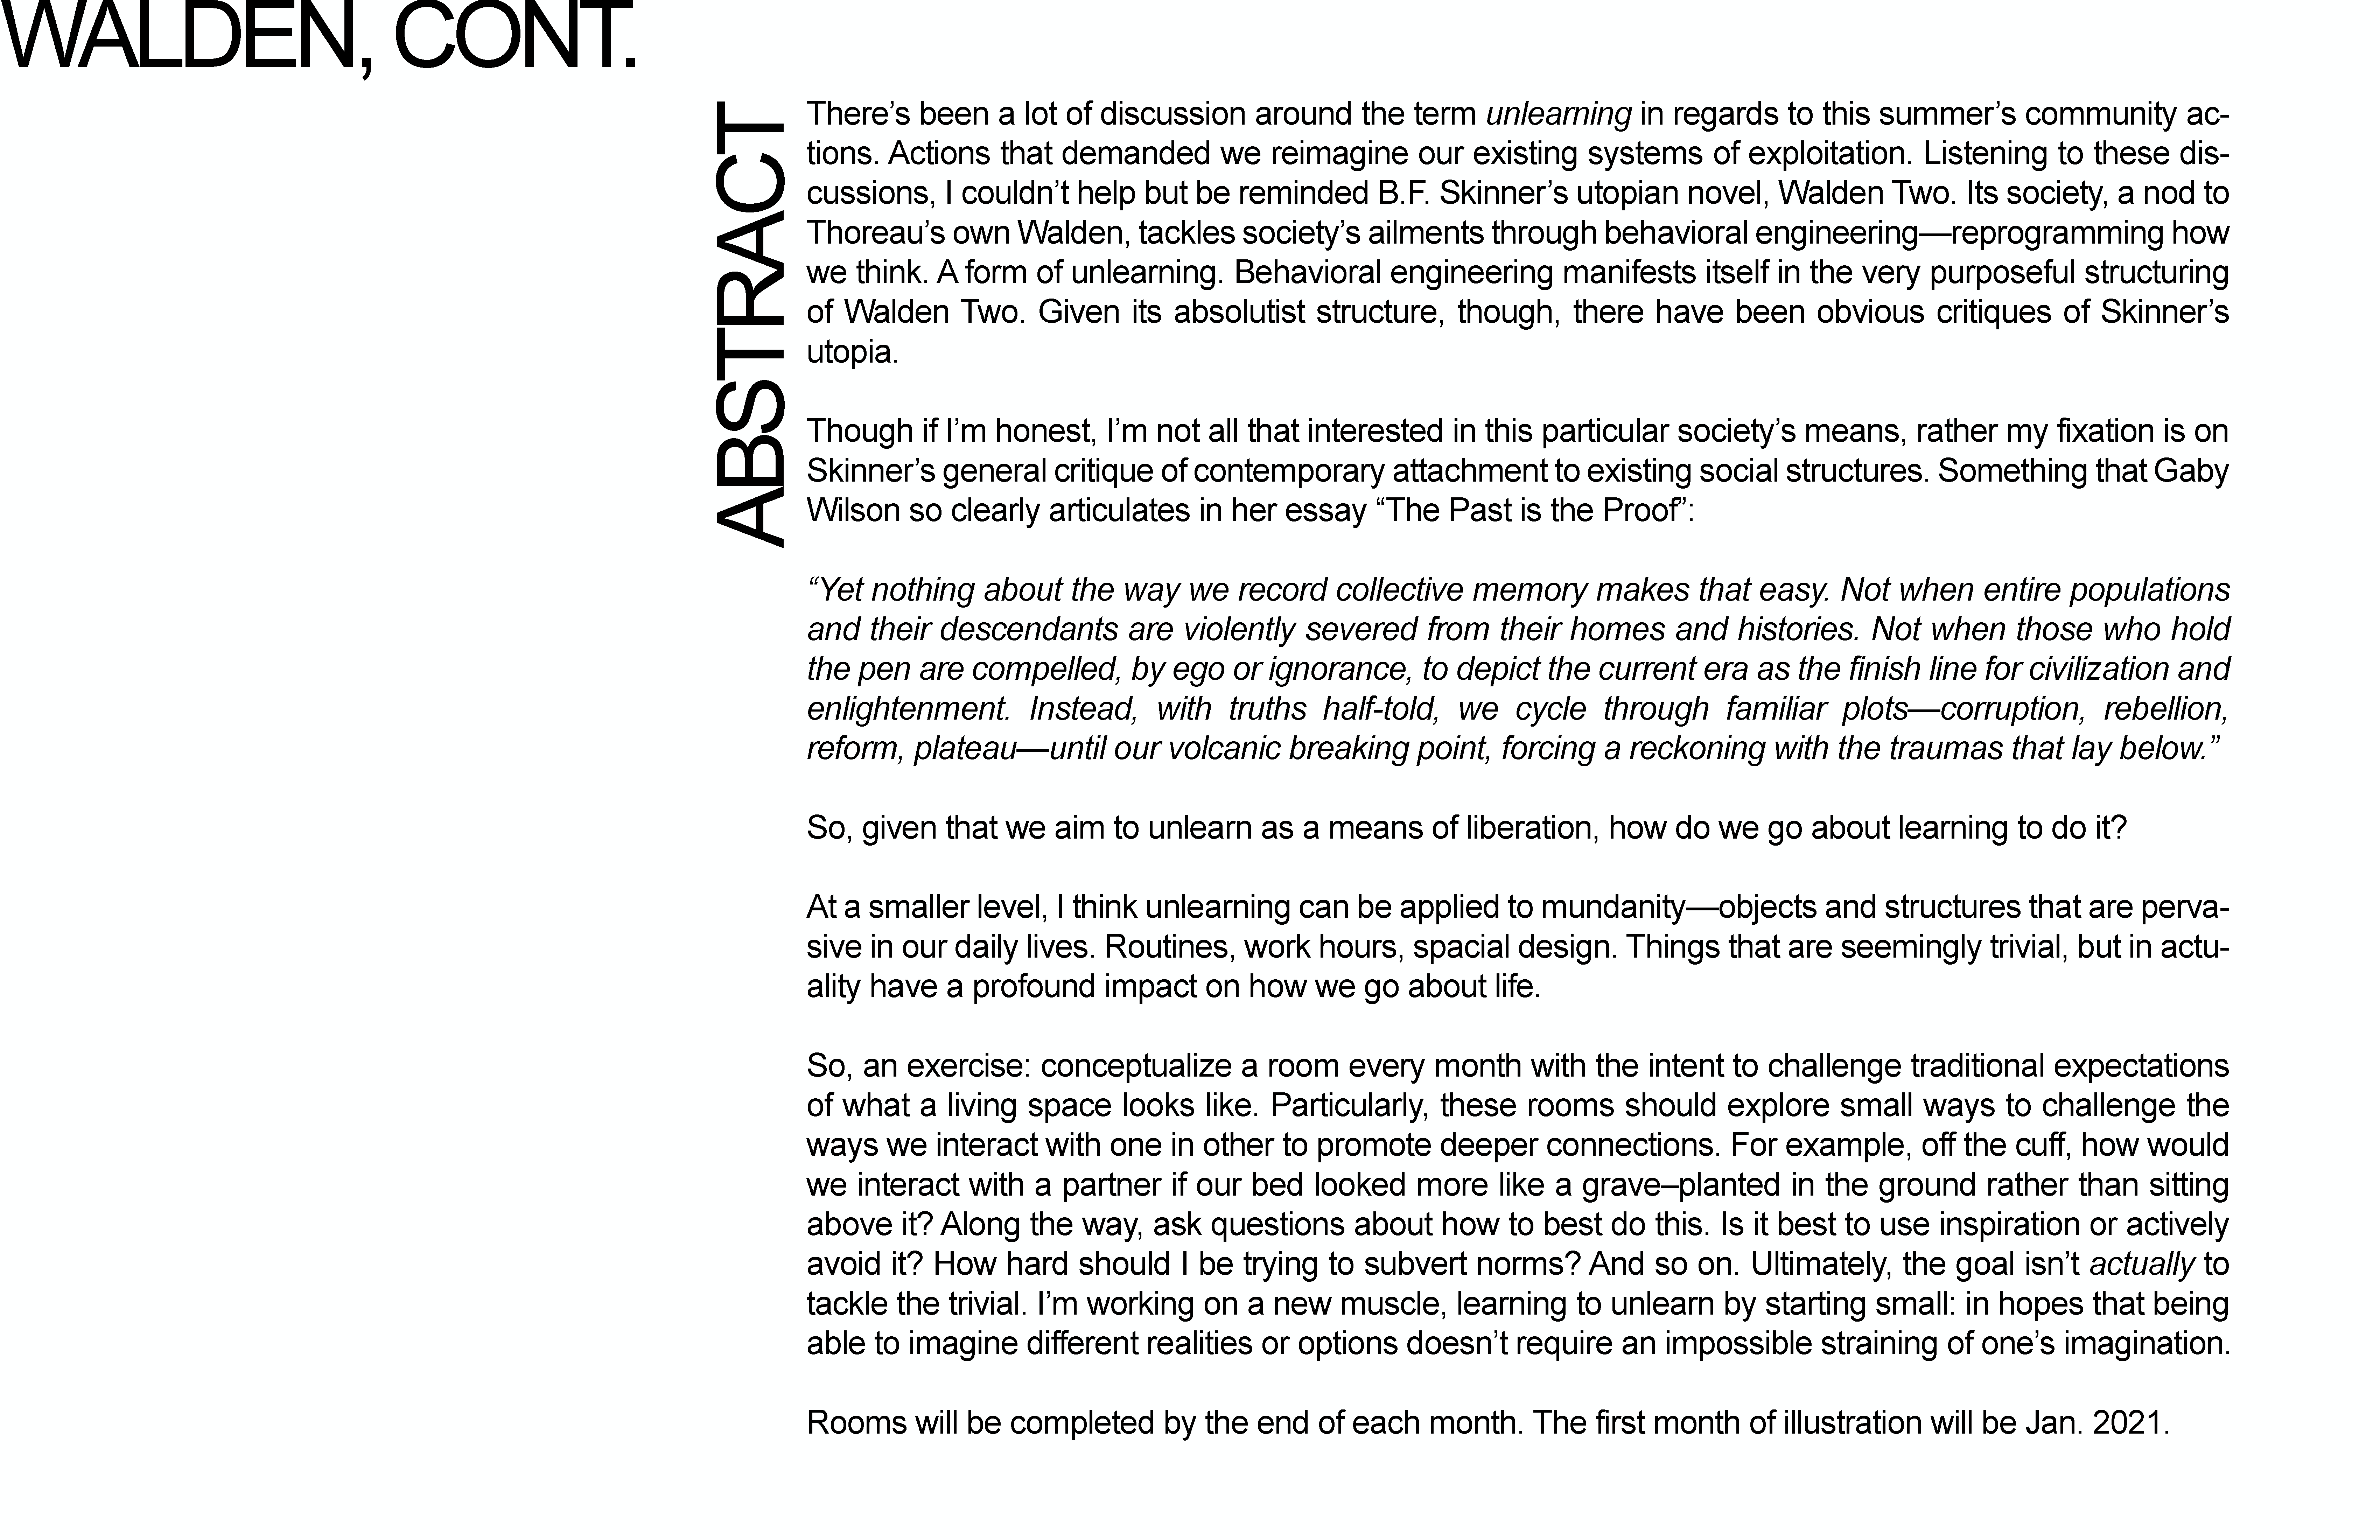 WALDEN, CONT.
ABSTRACT
There’s been a lot of discussion around the term unlearning in regards to this summer’s community ac-
tions. Actions that demanded we reimagine our existing systems of exploitation. Listening to these dis-
cussions, I couldn’t help but be reminded B.F. Skinner’s utopian novel, Walden Two. Its society, a nod to
Thoreau’s own Walden, tackles society’s ailments through behavioral engineering—reprogramming how
we think. A form of unlearning. Behavioral engineering manifests itself in the very purposeful structuring
of Walden Two. Given its absolutist structure, though, there have been obvious critiques of Skinner’s
utopia.
Though if I’m honest, I’m not all that interested in this particular society’s means, rather my fixation is on
Skinner’s general critique of contemporary attachment to existing social structures. Something that Gaby
Wilson so clearly articulates in her essay “The Past is the Proof”:
“Yet nothing about the way we record collective memory makes that easy. Not when entire populations
and their descendants are violently severed from their homes and histories. Not when those who hold
the pen are compelled, by ego or ignorance, to depict the current era as the finish line for civilization and
enlightenment. Instead, with truths half-told, we cycle through familiar plots—corruption, rebellion,
reform, plateau—until our volcanic breaking point, forcing a reckoning with the traumas that lay below.”
So, given that we aim to unlearn as a means of liberation, how do we go about learning to do it?
At a smaller level, I think unlearning can be applied to mundanity—objects and structures that are perva-
sive in our daily lives. Routines, work hours, spacial design. Things that are seemingly trivial, but in actu-
ality have a profound impact on how we go about life.
So, an exercise: conceptualize a room every month with the intent to challenge traditional expectations
of what a living space looks like. Particularly, these rooms should explore small ways to challenge the
ways we interact with one in other to promote deeper connections. For example, off the cuff, how would
we interact with a partner if our bed looked more like a grave–planted in the ground rather than sitting
above it? Along the way, ask questions about how to best do this. Is it best to use inspiration or actively
avoid it? How hard should I be trying to subvert norms? And so on. Ultimately, the goal isn’t actually to
tackle the trivial. I’m working on a new muscle, learning to unlearn by starting small: in hopes that being
able to imagine different realities or options doesn’t require an impossible straining of one’s imagination.
Rooms will be completed by the end of each month. The first month of illustration will be Jan. 2021.